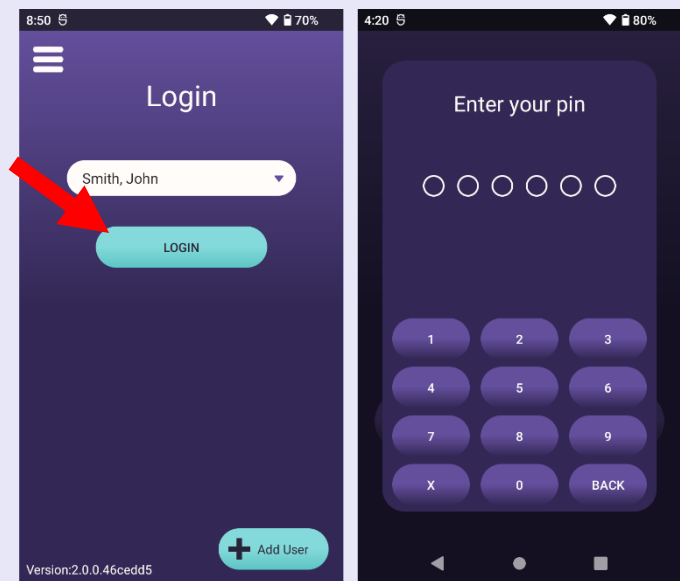 8:50 70%
Login
Smith, John
LOGIN
Add User
Version:2.0.0.46cedd5
4:20 80%
Enter your pin
1 2 3
4 5 6
7 8 9
X 0 BACK